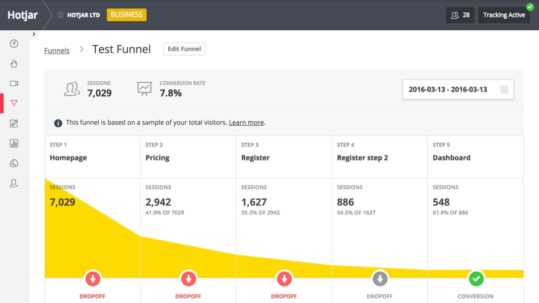 Hotjar
HOTJAR LTD
BUSINESS
28
Tracking Active
Funnels
Test Funnel
Edit Funnel
SESSIONS
7,029
CONVERSION RATE
7.8%
2016-03-13 - 2016-03-13
This funnel is based on a sample of your total visitors. Learn more.
STEP 1
Homepage
STEP 2
Pricing
STEP 3
Register
STEP 4
Register step 2
STEP 5
Dashboard
SESSIONS
7,029
SESSIONS
2,942
41.9% OF 7029
SESSIONS
1,627
55.3% OF 2942
SESSIONS
886
54.5% OF 1627
SESSIONS
548
61.9% OF 886
DROPOFF
DROPOFF
DROPOFF
DROPOFF
CONVERSION